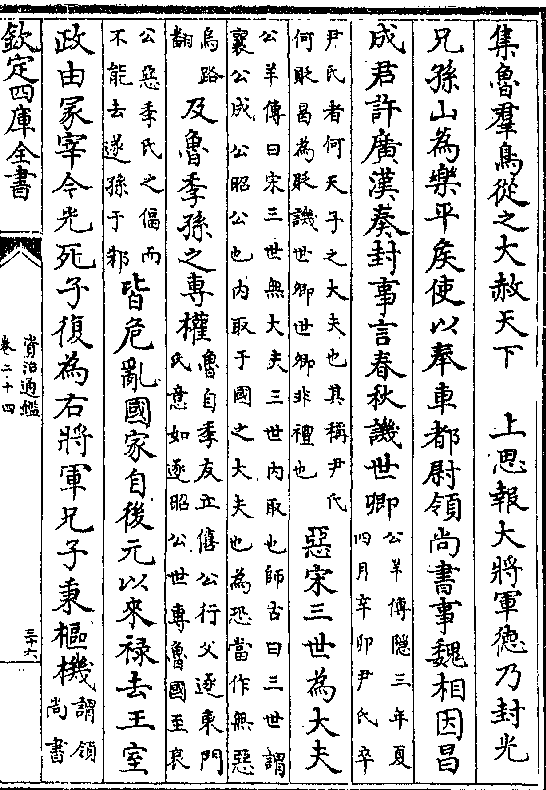 集魯羣鳥從之大赦天下　上思報大將軍德乃封光
兄孫山為樂平侯使以奉車都尉領尚書事魏相因昌
成君許廣漢奏封事言春秋譏世卿公羊傳隱三年夏
四月辛卯尹氏卒
尹氏者何天子之大夫也其稱尹氏
何貶曷為貶譏世卿世卿非禮也惡宋三世為大夫
公羊傳曰宋三世無大夫三世內取也師古曰三世謂
襄公成公昭公也內取于國之大夫也為恐當作無惡
烏路
翻及魯季孫之專權魯自季友立僖公行父逐東門
氏意如逐昭公世專魯國至哀
公惡季氏之偪而
不能去遂孫于邾皆危亂國家自後元以來祿去王室
政由冢宰今光死子復為右將軍兄子秉樞機謂領
尚書
欽定四庫全書
資治通鑑
卷二十四
三十六